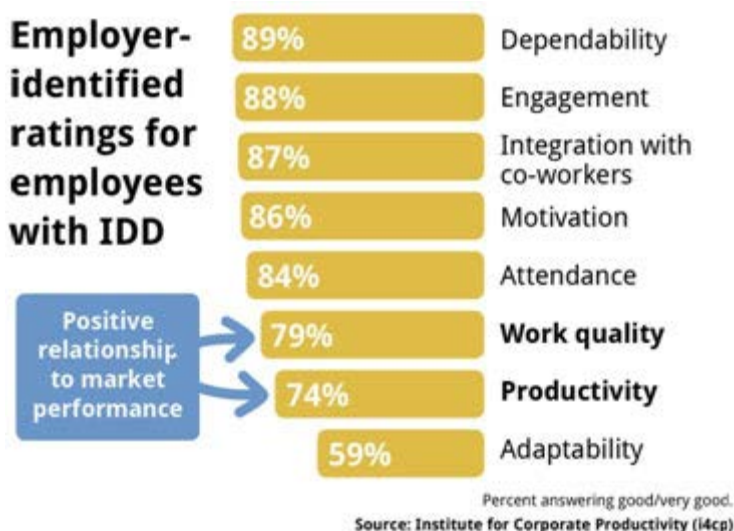 Employer-
identified
ratings for
employees
with IDD
89% Dependability
88% Engagement
87% Integration with
co-workers
86% Motivation
84% Attendance
Positive
relationship
to market
performance
79% Work quality
74% Productivity
59% Adaptability
Percent answering good/very good.
Source: Institute for Corporate Productivity (i4cp)